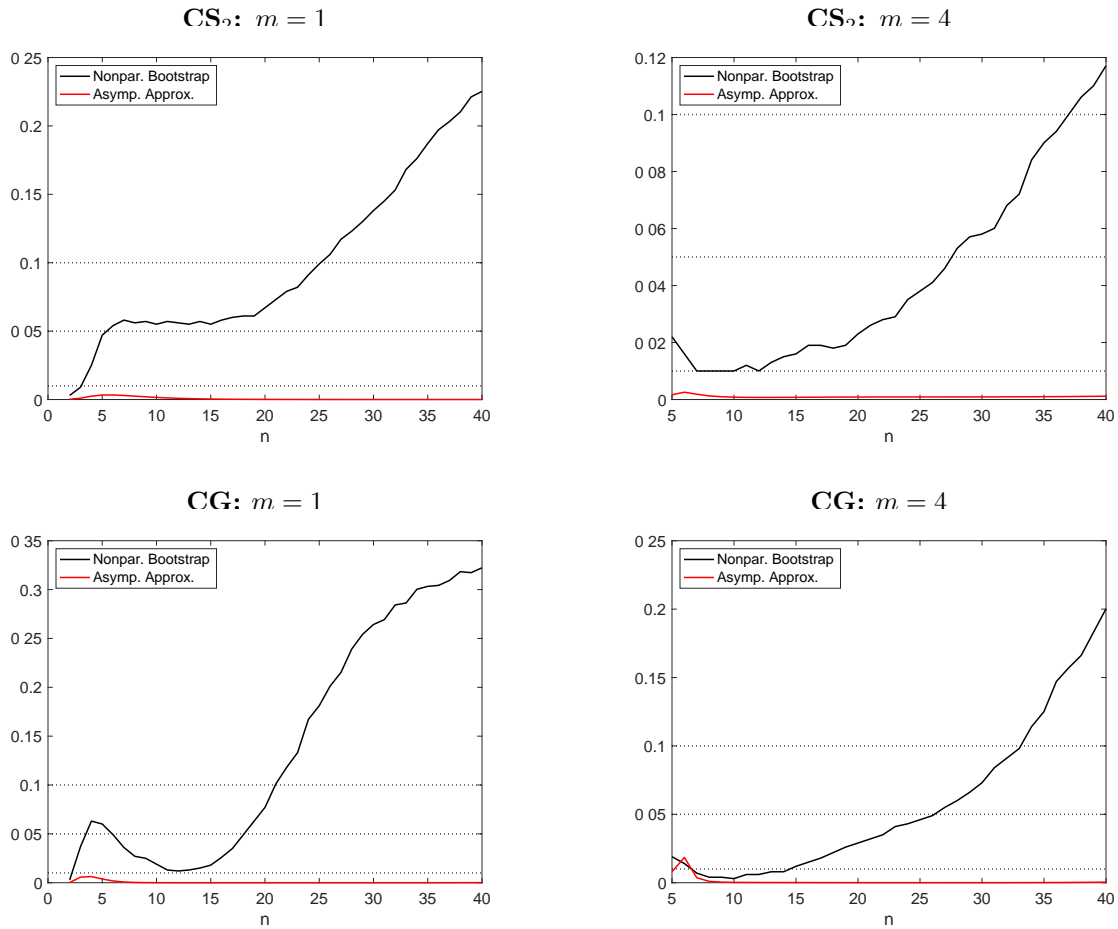 CS₂: m = 1
0 25
Nonpar. Bootstrap
Asymp. Approx.
0.2
0.15
0.1
0 05
0
0 5 10 15 20 25 30 35 40
n
CS₂: m = 4
0.12
Nonpar. Bootstrap
Asymp. Approx.
0.1
0 08
0 06
0 04
0 02
0
5 10 15 20 25 30 35 40
n
CG: m = 1
0 35
Nonpar. Bootstrap
Asymp. Approx.
0.3
0 25
0.2
0.15
0.1
0 05
0
0 5 10 15 20 25 30 35 40
n
CG: m = 4
0 25
Nonpar. Bootstrap
Asymp. Approx.
0.2
0.15
0.1
0 05
0
5 10 15 20 25 30 35 40
n